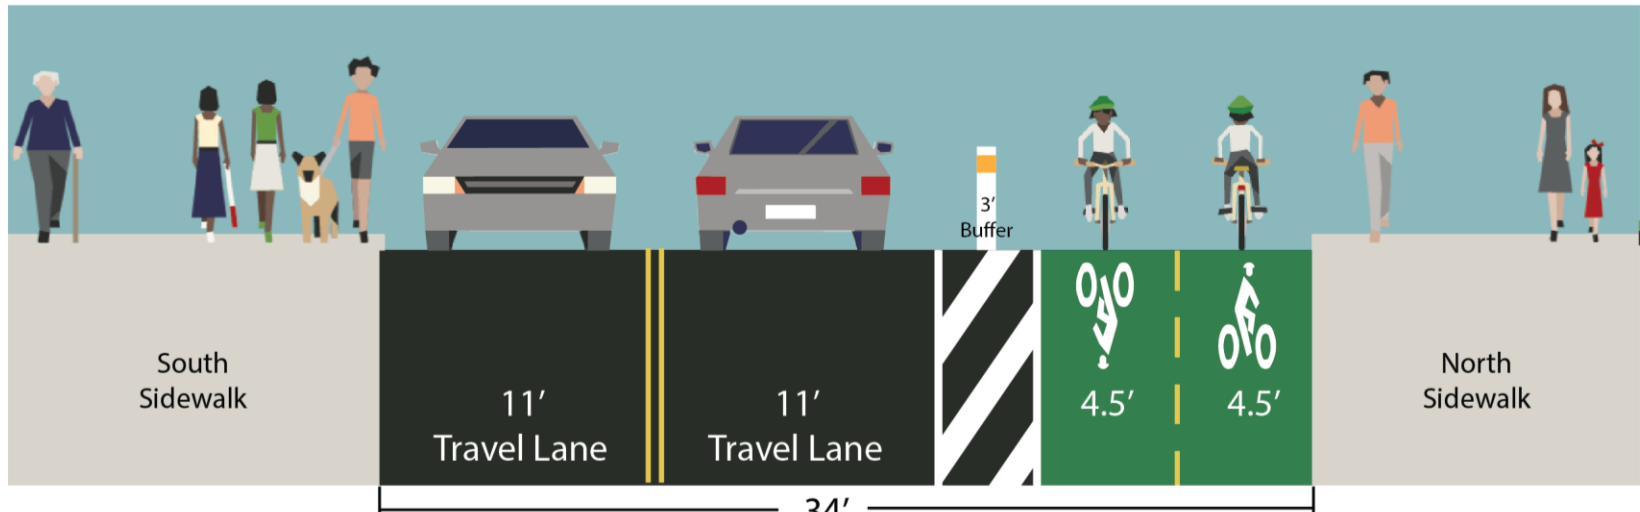 3'
Buffer
South
Sidewalk
11'
Travel Lane
11'
Travel Lane
4.5'
4.5'
North
Sidewalk
34'